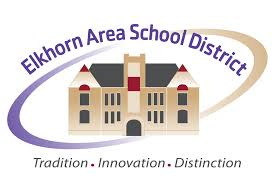 Elkhorn Area School District
Tradition • Innovation • Distinction